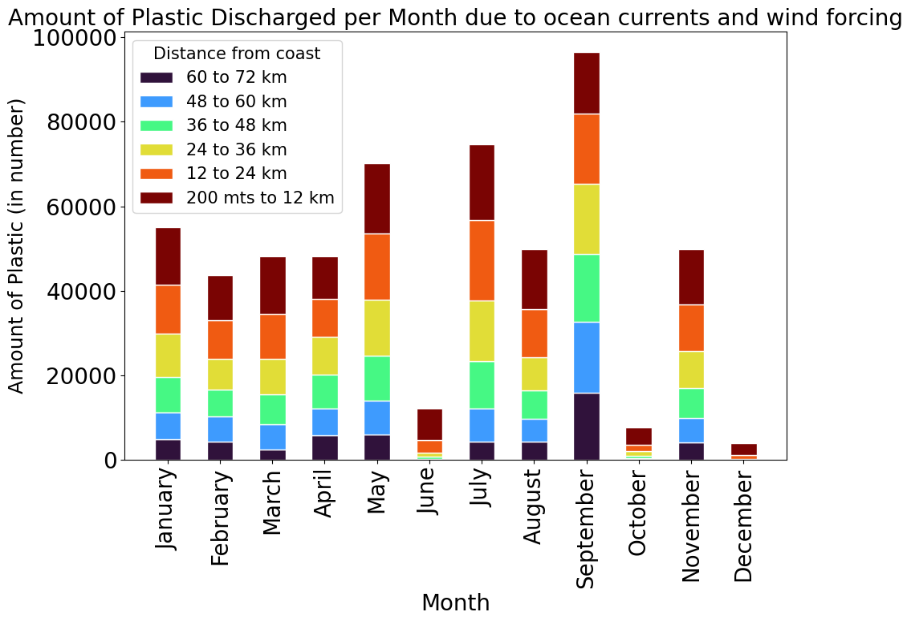 Amount of Plastic Discharged per Month due to ocean currents and wind forcing
Amount of Plastic (in number)
100000
80000
60000
40000
20000
0
Distance from coast
60 to 72 km
48 to 60 km
36 to 48 km
24 to 36 km
12 to 24 km
200 mts to 12 km
January
February
March
April
May
June
July
August
September
October
November
December
Month